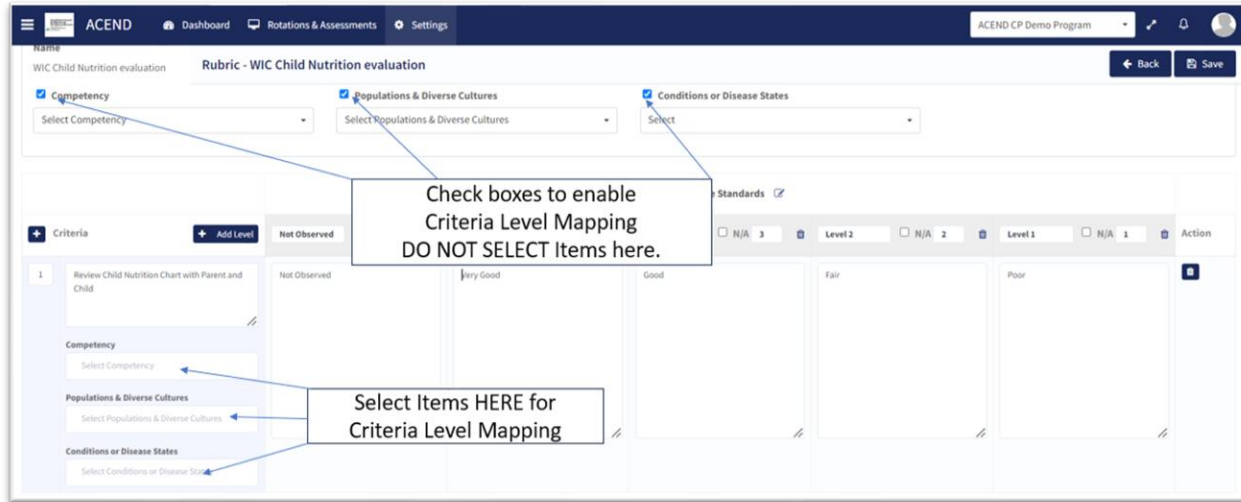 ACEND Dashboard Rotations & Assessments Settings ACEND CP Demo Program
Name
WIC Child Nutrition evaluation Rubric - WIC Child Nutrition evaluation Back Save
Competency Populations & Diverse Cultures Conditions or Disease States
Select Competency Select Populations & Diverse Cultures Select
Check boxes to enable
Criteria Level Mapping
DO NOT SELECT Items here.
Standards
Criteria + Add Level Not Observed N/A 3 Level 2 N/A 2 Level 1 N/A 1 Action
1 Review Child Nutrition Chart with Parent and
Child
Not Observed Very Good Good Fair Poor
Competency
Select Competency
Populations & Diverse Cultures
Select Populations & Diverse Cultures
Select Items HERE for
Criteria Level Mapping
Conditions or Disease States
Select Conditions or Disease